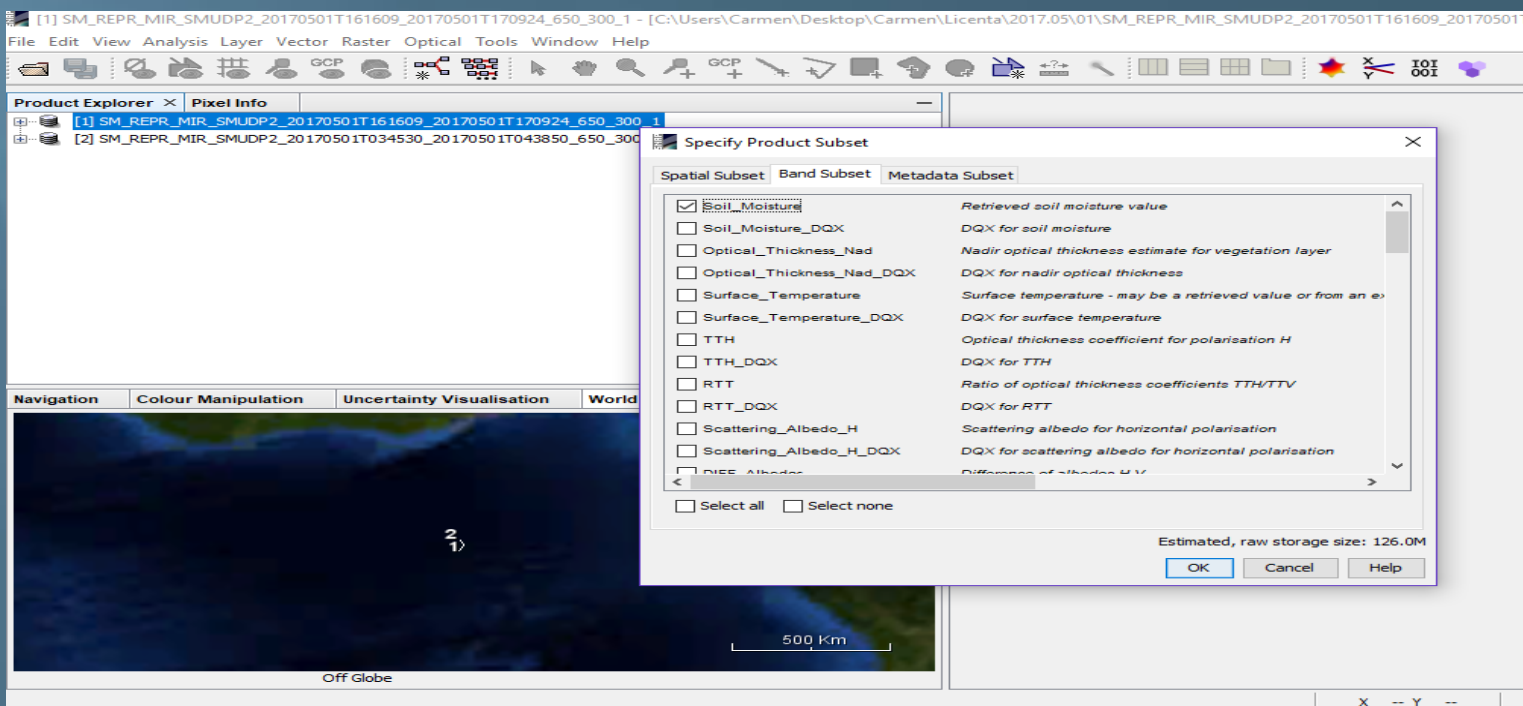 [1] SM_REPR_MIR_SMUDP2_20170501T161609_20170501T170924_650_300_1 - [C:\Users\Carmen\Desktop\Carmen\Licenta\2017.05\01\SM_REPR_MIR_SMUDP2_20170501T161609_20170501T
File Edit View Analysis Layer Vector Raster Optical Tools Window Help
GCP GCP
Product Explorer × Pixel Info
[1] SM_REPR_MIR_SMUDP2_20170501T161609_20170501T170924_650_300_1
[2] SM_REPR_MIR_SMUDP2_20170501T034530_20170501T043850_650_300
Specify Product Subset
Spatial Subset Band Subset Metadata Subset
Soil_Moisture Retrieved soil moisture value
Soil_Moisture_DQX DQX for soil moisture
Optical_Thickness_Nad Nadir optical thickness estimate for vegetation layer
Optical_Thickness_Nad_DQX DQX for nadir optical thickness
Surface_Temperature Surface temperature - may be a retrieved value or from an
Surface_Temperature_DQX DQX for surface temperature
TTH Optical thickness coefficient for polarisation H
TTH_DQX DQX for TTH
RTT Ratio of optical thickness coefficients TTH/TTV
RTT_DQX DQX for RTT
Scattering_Albedo_H Scattering albedo for horizontal polarisation
Scattering_Albedo_H_DQX DQX for scattering albedo for horizontal polarisation
DIFF_Albedos Difference of albedos H-V
Select all Select none
Estimated, raw storage size: 126.0M
OK Cancel Help
Navigation Colour Manipulation Uncertainty Visualisation World
2
1
500 Km
Off Globe
X -- Y --